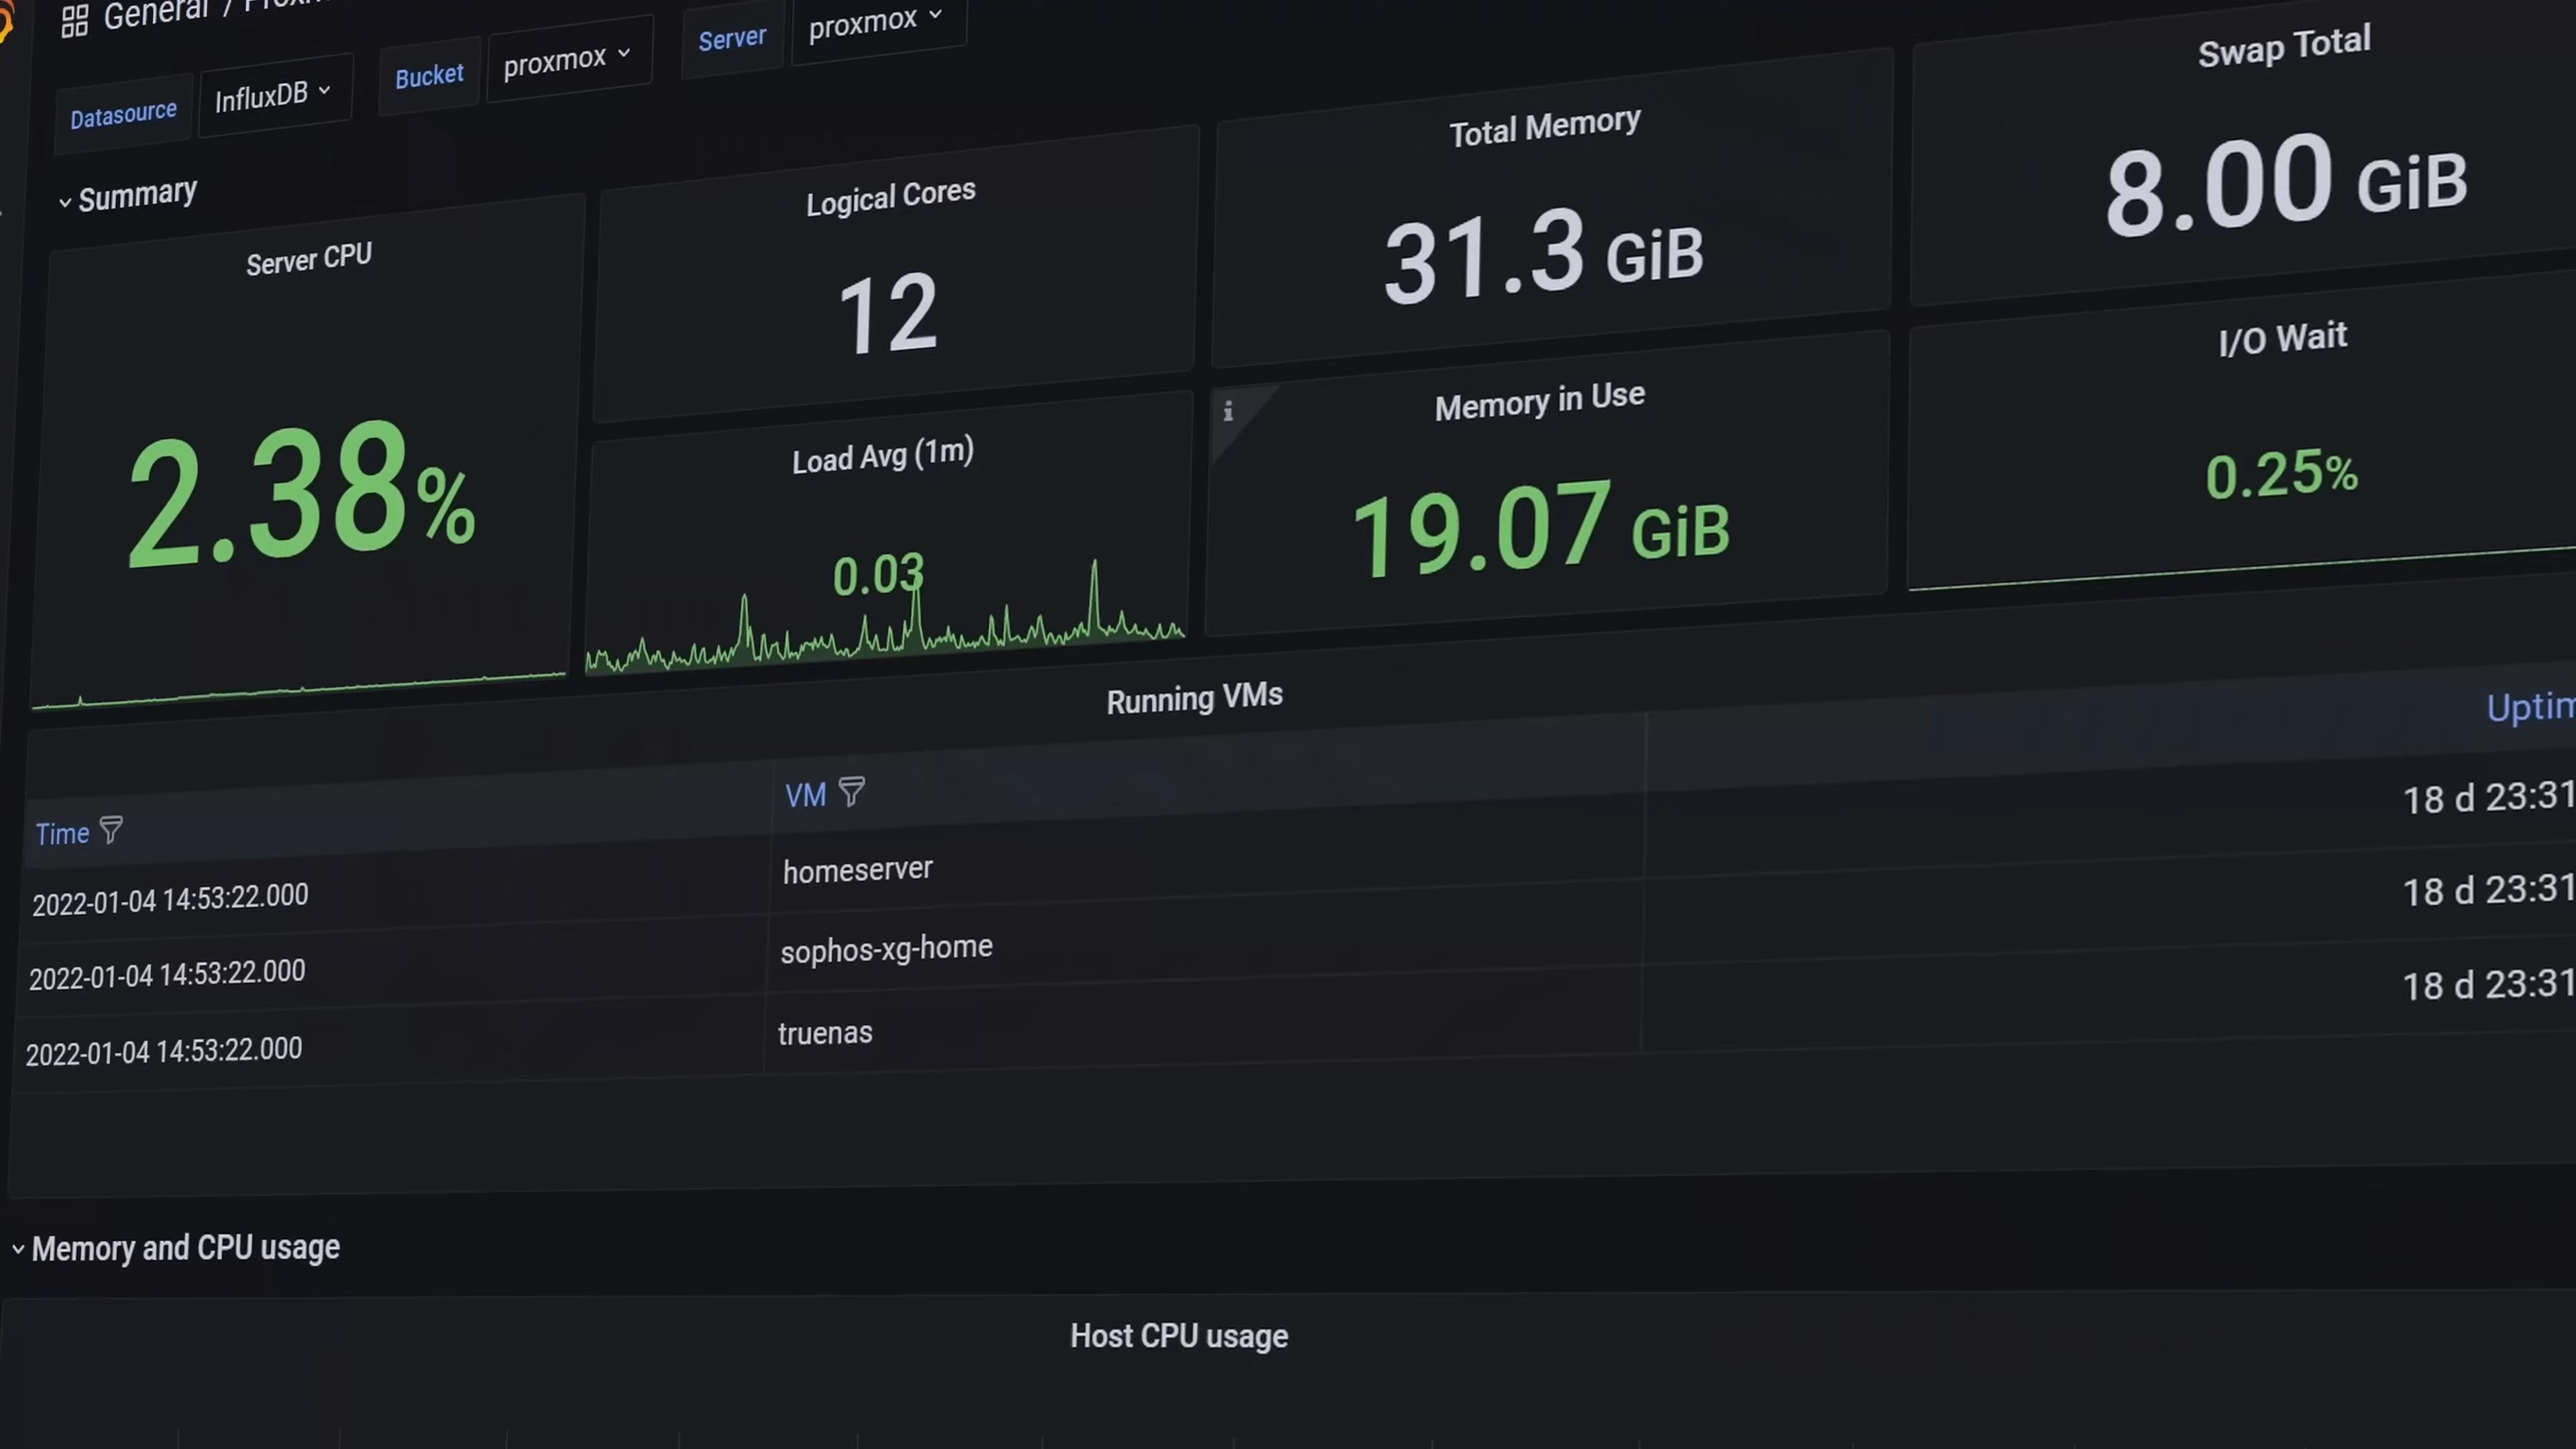 General /
Datasource InfluxDB Bucket proxmox Server proxmox
Summary
Server CPU
2.38%
Logical Cores
12
Load Avg (1m)
0.03
Total Memory
31.3 GiB
i
Memory in Use
19.07 GiB
Swap Total
8.00 GiB
I/O Wait
0.25%
Running VMs
Time VM
2022-01-04 14:53:22.000 homeserver 18 d 23:31
2022-01-04 14:53:22.000 sophos-xg-home 18 d 23:31
2022-01-04 14:53:22.000 truenas 18 d 23:31
Memory and CPU usage
Host CPU usage